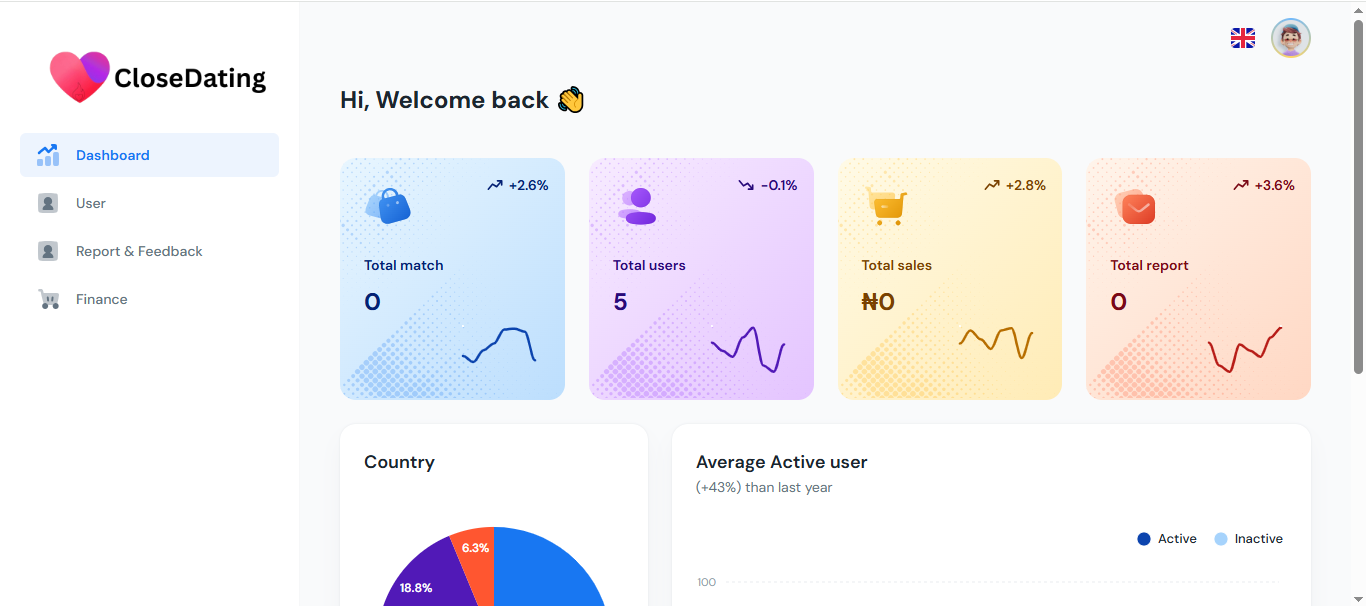 CloseDating
Dashboard
User
Report & Feedback
Finance
Hi, Welcome back 👋
+2.6%
Total match
0
-0.1%
Total users
5
+2.8%
Total sales
₦0
+3.6%
Total report
0
Country
6.3%
18.8%
Average Active user
(+43%) than last year
Active
Inactive
100